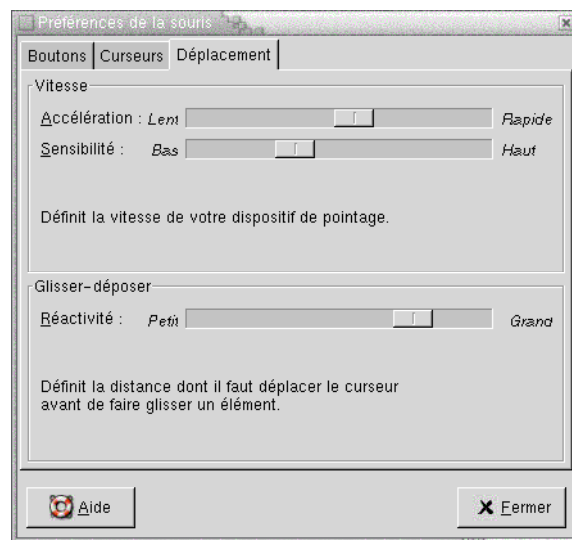 Préférences de la souris
Boutons Curseurs Déplacement
Vitesse
Accélération : Lent Rapide
Sensibilité : Bas Haut
Définit la vitesse de votre dispositif de pointage.
Glisser-déposer
Réactivité : Petit Grand
Définit la distance dont il faut déplacer le curseur
avant de faire glisser un élément.
Aide Fermer